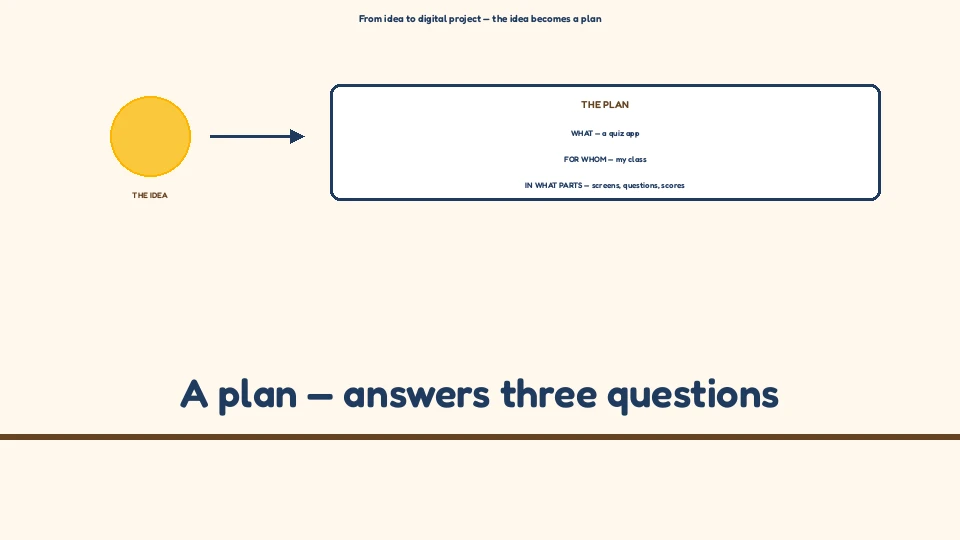 From idea to digital project — the idea becomes a plan
THE PLAN
WHAT — a quiz app
FOR WHOM — my class
IN WHAT PARTS — screens, questions, scores
THE IDEA
A plan — answers three questions